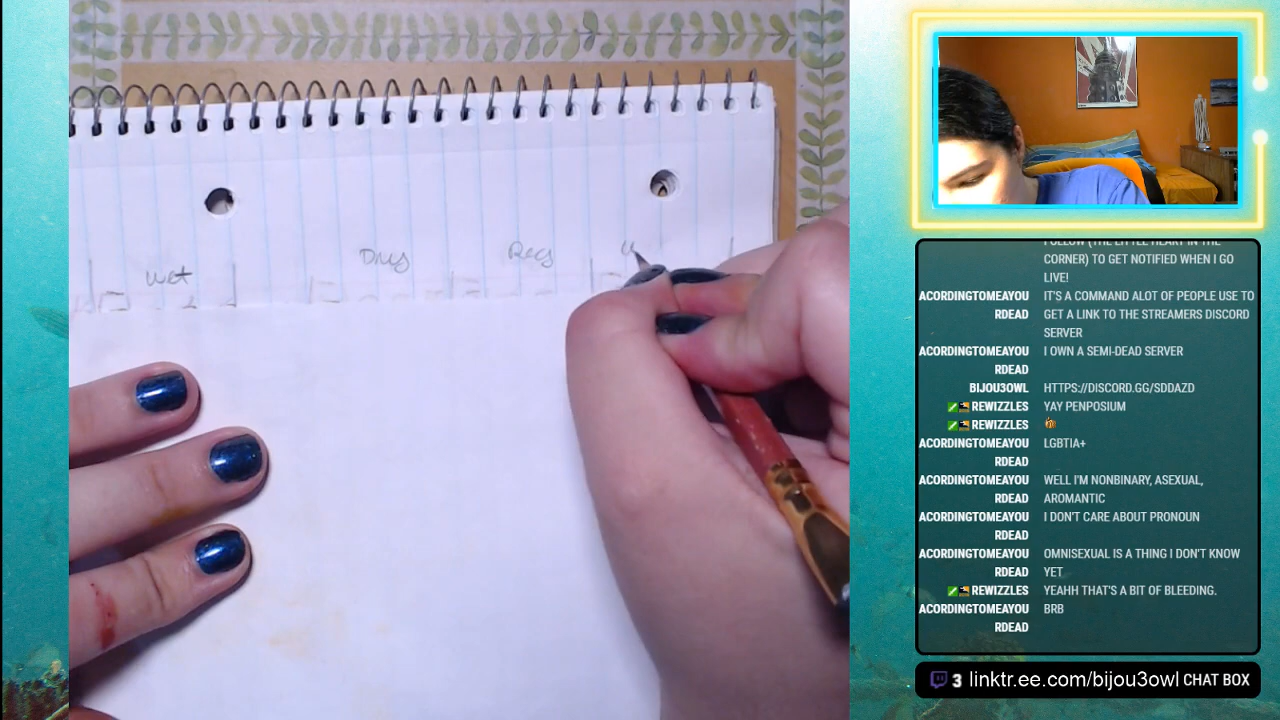 Wet
Drys
Recs
FOLLOW (THE LITTLE HEART IN THE
CORNER) TO GET NOTIFIED WHEN I GO
LIVE!
ACORDINGTOMEAYOU IT'S A COMMAND ALOT OF PEOPLE USE TO
RDEAD GET A LINK TO THE STREAMERS DISCORD
SERVER
ACORDINGTOMEAYOU I OWN A SEMI-DEAD SERVER
RDEAD
BIJOU3OWL HTTPS://DISCORD.GG/SDDAZD
REWIZZLES YAY PENPOSIUM
REWIZZLES
ACORDINGTOMEAYOU LGBTIA+
RDEAD
ACORDINGTOMEAYOU WELL I'M NONBINARY, ASEXUAL,
RDEAD AROMANTIC
ACORDINGTOMEAYOU I DON'T CARE ABOUT PRONOUN
RDEAD
ACORDINGTOMEAYOU OMNISEXUAL IS A THING I DON'T KNOW
RDEAD YET
REWIZZLES YEAHH THAT'S A BIT OF BLEEDING.
ACORDINGTOMEAYOU BRB
RDEAD
3 linktr.ee.com/bijou3owl CHAT BOX